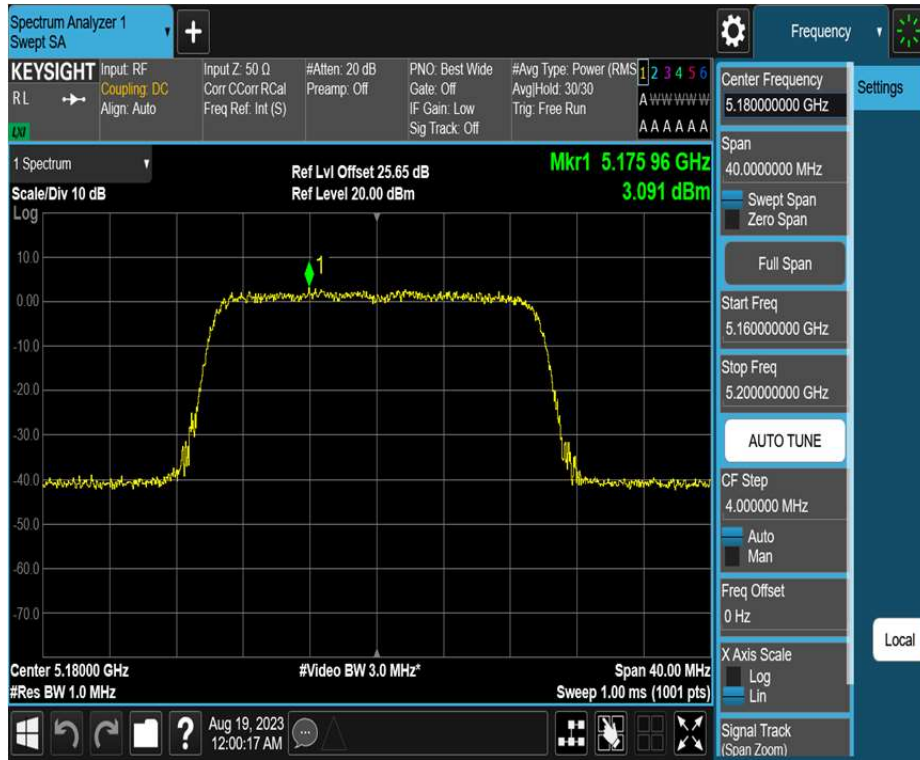 Spectrum Analyzer 1
Swept SA
+
Frequency
KEYSIGHT
RL
LXI
Input: RF
Coupling: DC
Align: Auto
Input Z: 50 Ω
Corr CCorr RCal
Freq Ref: Int (S)
#Atten: 20 dB
Preamp: Off
PNO: Best Wide
Gate: Off
IF Gain: Low
Sig Track: Off
#Avg Type: Power (RMS
Avg|Hold: 30/30
Trig: Free Run
1 2 3 4 5 6
A W W W W W
A A A A A A
1 Spectrum
Scale/Div 10 dB
Log
Ref Lvl Offset 25.65 dB
Ref Level 20.00 dBm
Mkr1 5.175 96 GHz
3.091 dBm
10.0
0.00
-10.0
-20.0
-30.0
-40.0
-50.0
-60.0
-70.0
1
Center 5.18000 GHz
#Res BW 1.0 MHz
#Video BW 3.0 MHz*
Span 40.00 MHz
Sweep 1.00 ms (1001 pts)
?
Aug 19, 2023
12:00:17 AM
Center Frequency
5.180000000 GHz
Span
40.0000000 MHz
Swept Span
Zero Span
Full Span
Start Freq
5.160000000 GHz
Stop Freq
5.200000000 GHz
AUTO TUNE
CF Step
4.000000 MHz
Auto
Man
Freq Offset
0 Hz
X Axis Scale
Log
Lin
Signal Track
(Span Zoom)
Settings
Local